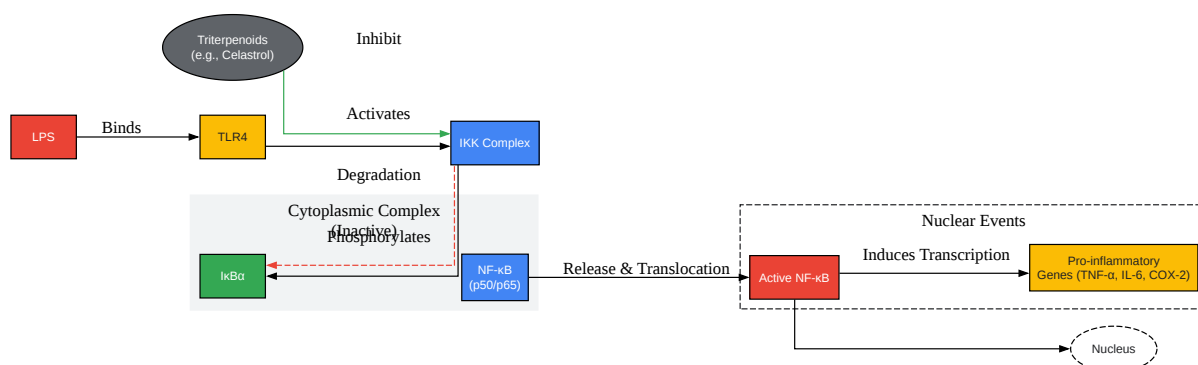 Triterpenoids
(e.g., Celastrol)
Inhibit
LPS
Binds
TLR4
Activates
IKK Complex
Degradation
Cytoplasmic Complex
(Inactive)
Phosphorylates
IκBα
NF-κB
(p50/p65)
Release & Translocation
Nuclear Events
Active NF-κB
Induces Transcription
Pro-inflammatory
Genes (TNF-α, IL-6, COX-2)
Nucleus